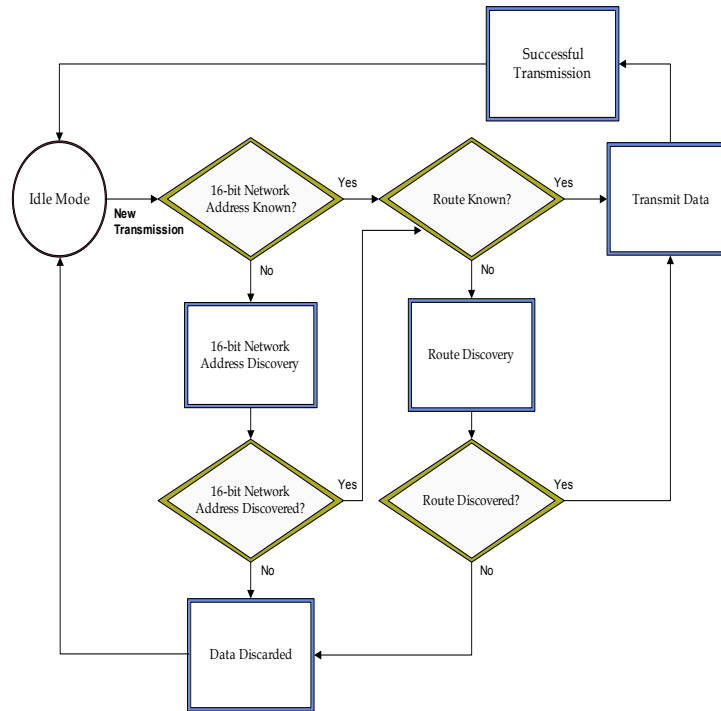 Successful
Transmission
Idle Mode
New
Transmission
16-bit Network
Address Known?
Yes
Route Known?
Yes
Transmit Data
No
No
16-bit Network
Address Discovery
Route Discovery
16-bit Network
Address Discovered?
Yes
Route Discovered?
Yes
No
No
Data Discarded